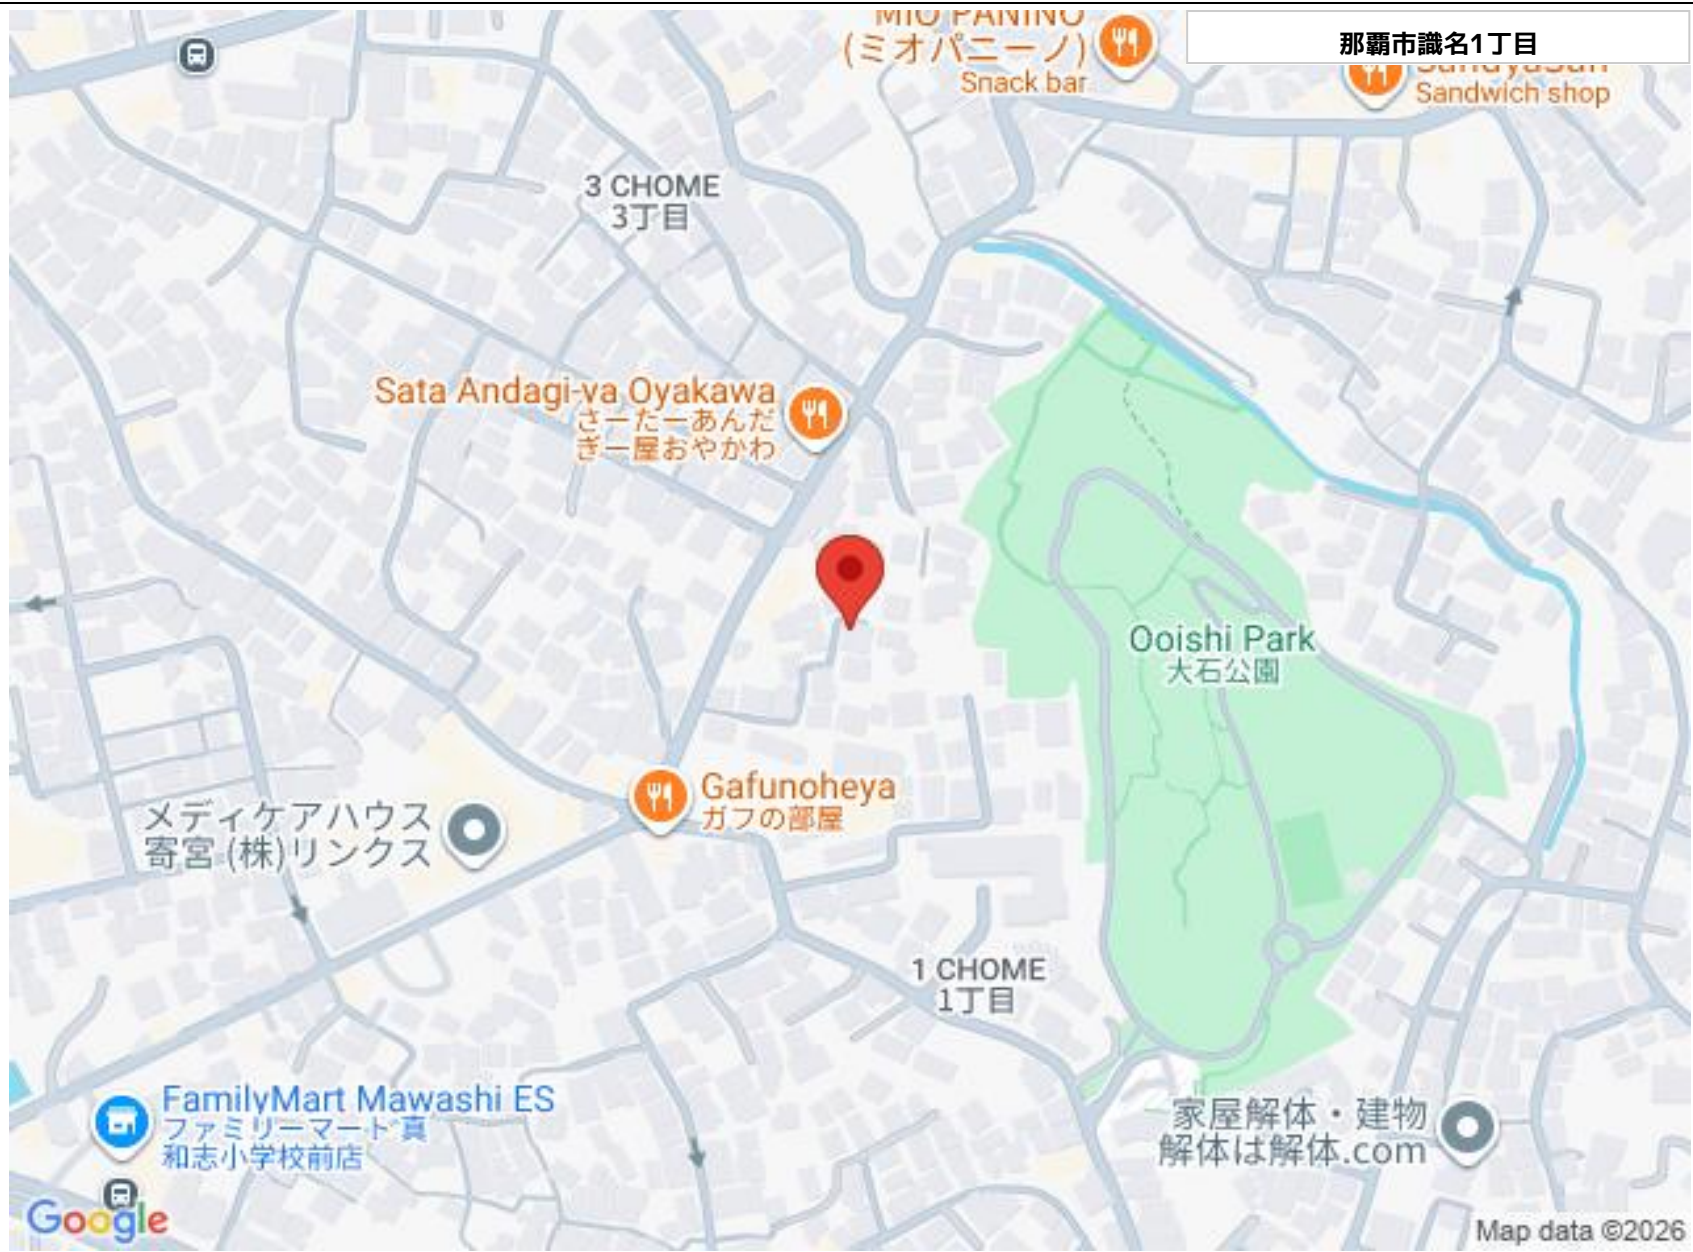 MIO PANINO
(ミオパニーノ)
Snack bar
那覇市識名1丁目
Sandwich shop
3 CHOME
3丁目
Sata Andagi-ya Oyakawa
さーたーあんだ
ぎー屋おやかわ
Ooishi Park
大石公園
Gafunoheya
ガフの部屋
メディケアハウス
寄宮 (株)リンクス
1 CHOME
1丁目
FamilyMart Mawashi ES
ファミリーマート 真
和志小学校前店
家屋解体・建物
解体は解体.com
Google
Map data ©2026